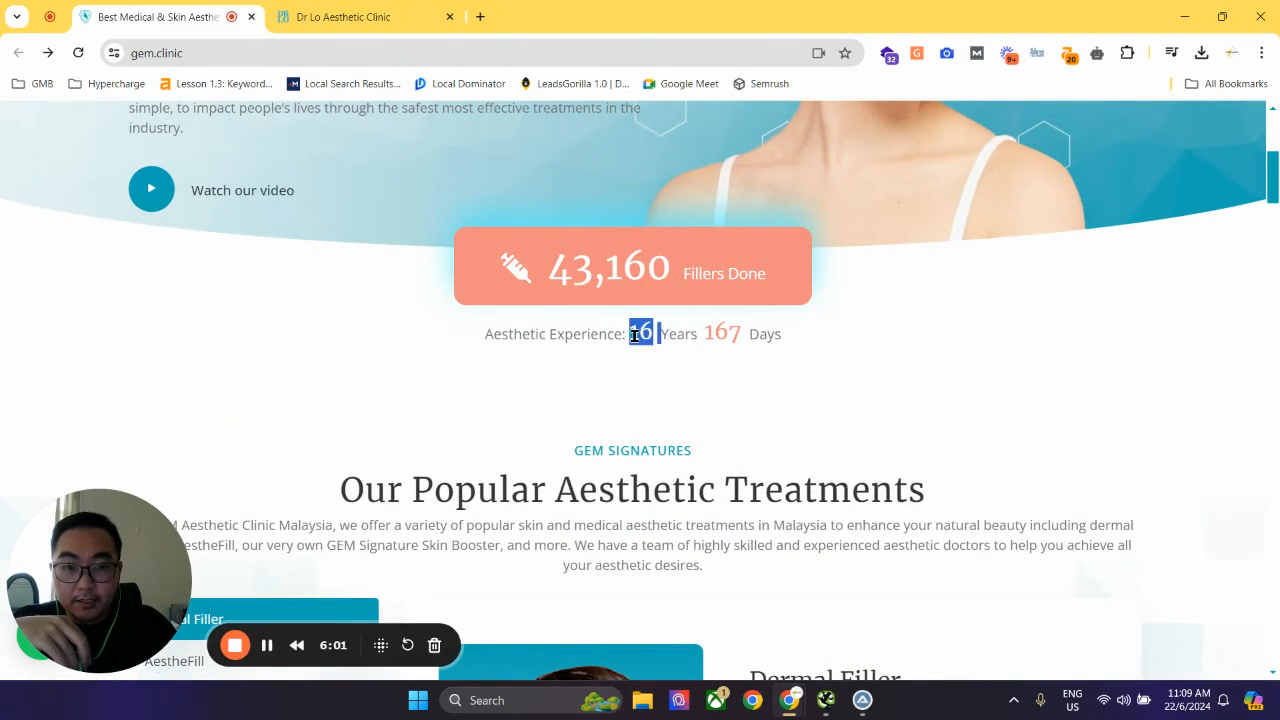 Best Medical & Skin Aesthetic
Dr Lo Aesthetic Clinic
gem.clinic
32
9+
20
GMB
Hypercharge
Lesson 1.3: Keyword...
Local Search Results...
Local Dominator
LeadsGorilla 1.0 | D...
Google Meet
Semrush
All Bookmarks
simple, to impact people's lives through the safest most effective treatments in the
industry.
Watch our video
43,160 Fillers Done
Aesthetic Experience: 16 Years 167 Days
GEM SIGNATURES
Our Popular Aesthetic Treatments
M Aesthetic Clinic Malaysia, we offer a variety of popular skin and medical aesthetic treatments in Malaysia to enhance your natural beauty including dermal
estheFill, our very own GEM Signature Skin Booster, and more. We have a team of highly skilled and experienced aesthetic doctors to help you achieve all
your aesthetic desires.
al Filler
AestheFill
Dermal Filler
6:01
Search
1
ENG
US
11:09 AM
22/6/2024